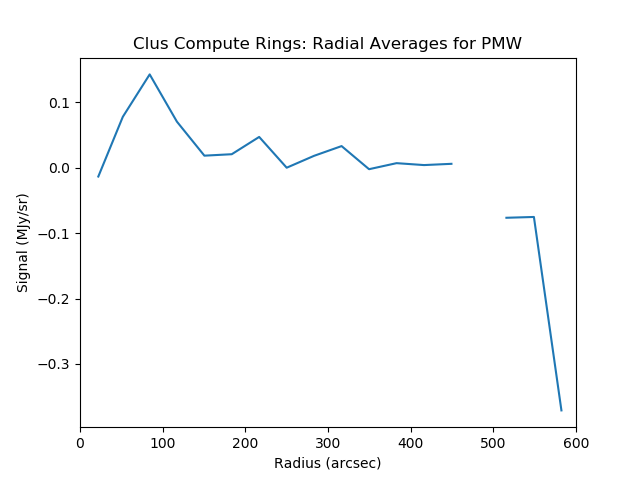 Clus Compute Rings: Radial Averages for PMW
Signal (MJy/sr)
0.1
0.0
−0.1
−0.2
−0.3
0 100 200 300 400 500 600
Radius (arcsec)